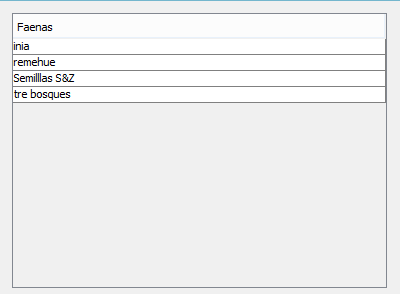 Faenas
inia
remehue
Semilllas S&Z
tre bosques